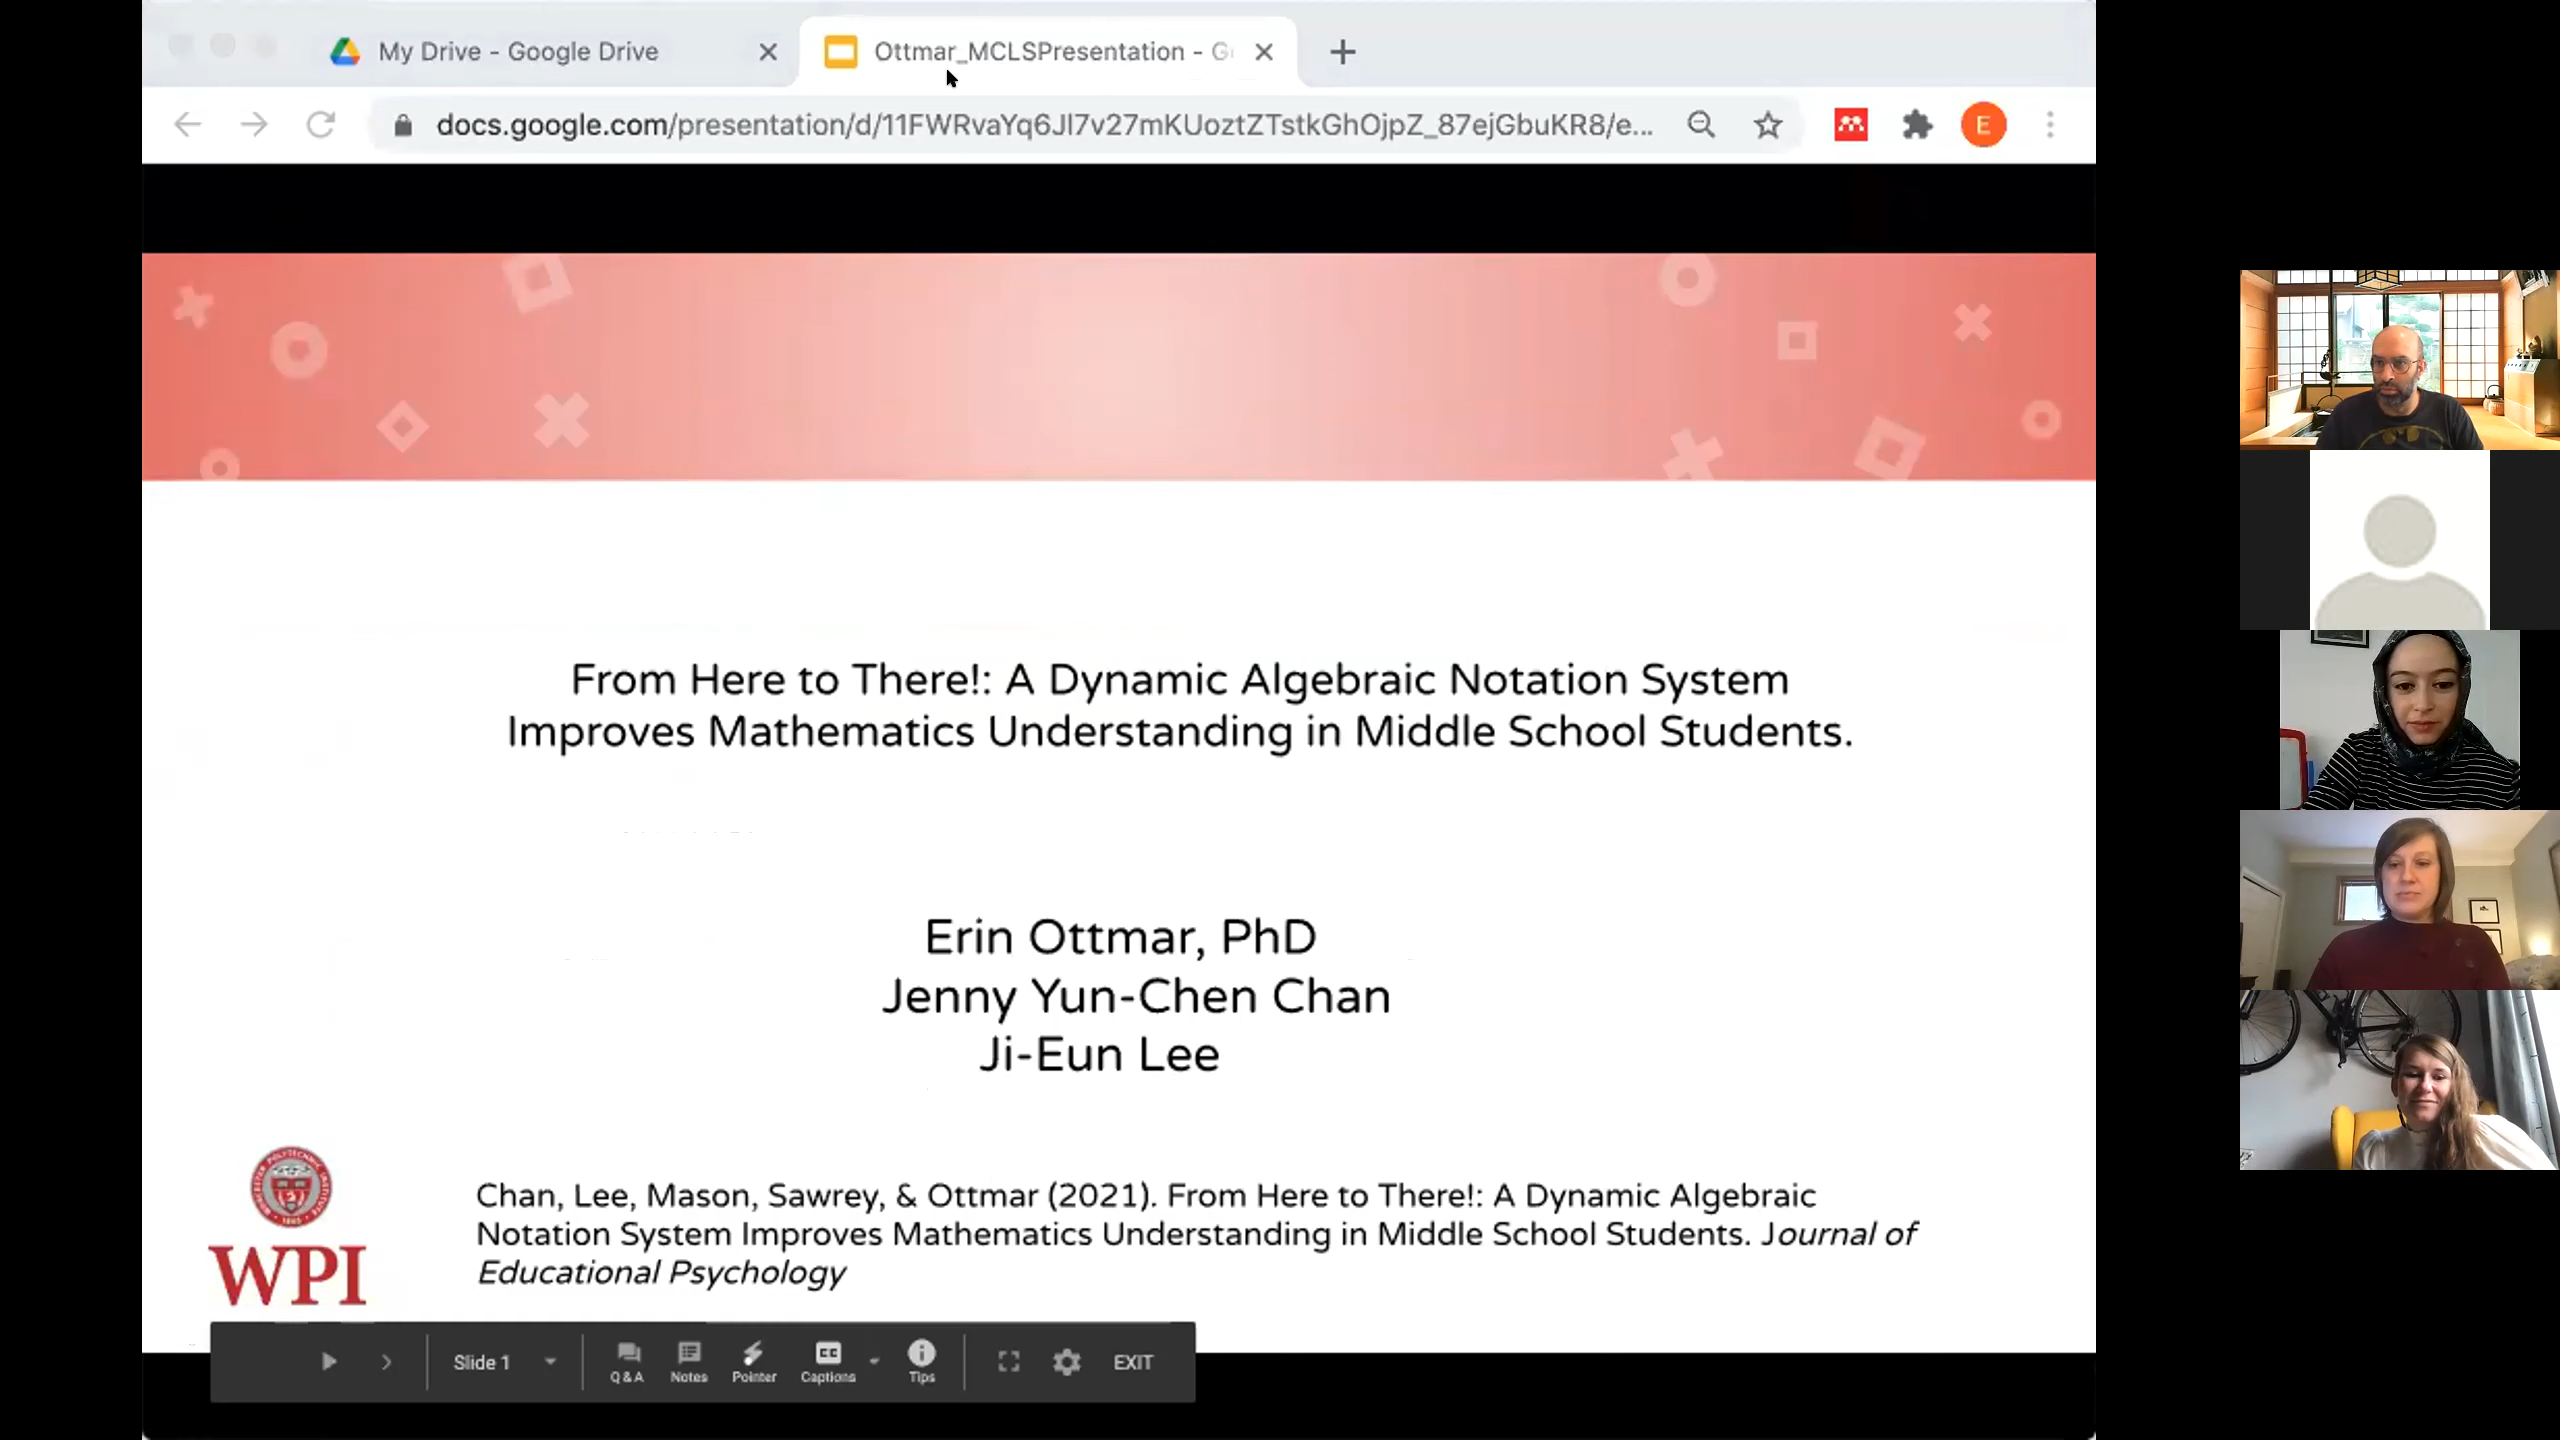 My Drive - Google Drive
Ottmar_MCLSPresentation - G
docs.google.com/presentation/d/11FWRvaYq6Jl7v27mKUoztZTstkGhOjpZ_87ejGbuKR8/e...
E
From Here to There!: A Dynamic Algebraic Notation System
Improves Mathematics Understanding in Middle School Students.
Erin Ottmar, PhD
Jenny Yun-Chen Chan
Ji-Eun Lee
WPI
Chan, Lee, Mason, Sawrey, & Ottmar (2021). From Here to There!: A Dynamic Algebraic
Notation System Improves Mathematics Understanding in Middle School Students. Journal of
Educational Psychology
Slide 1
Q & A
Notes
Pointer
CC
Captions
Tips
EXIT